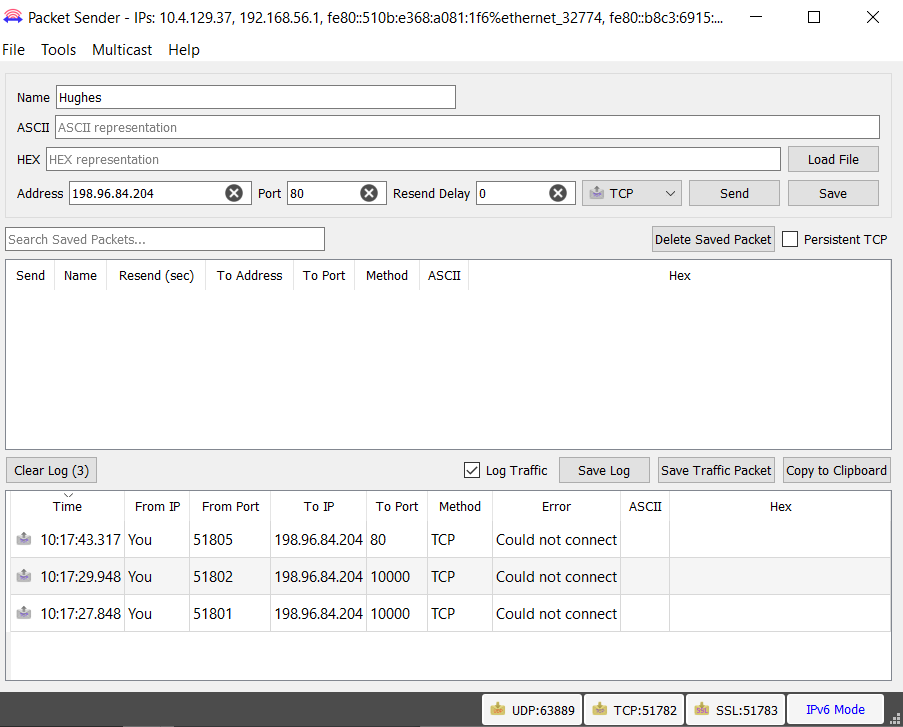 Packet Sender - IPs: 10.4.129.37, 192.168.56.1, fe80::510b:e368:a081:1f6%ethernet_32774, fe80::b8c3:6915:...
File Tools Multicast Help
Name Hughes
ASCII ASCII representation
HEX HEX representation Load File
Address 198.96.84.204 Port 80 Resend Delay 0 TCP Send Save
Search Saved Packets... Delete Saved Packet Persistent TCP
Send Name Resend (sec) To Address To Port Method ASCII Hex
Clear Log (3) Log Traffic Save Log Save Traffic Packet Copy to Clipboard
Time From IP From Port To IP To Port Method Error ASCII Hex
10:17:43.317 You 51805 198.96.84.204 80 TCP Could not connect
10:17:29.948 You 51802 198.96.84.204 10000 TCP Could not connect
10:17:27.848 You 51801 198.96.84.204 10000 TCP Could not connect
UDP:63889 TCP:51782 SSL:51783 IPv6 Mode